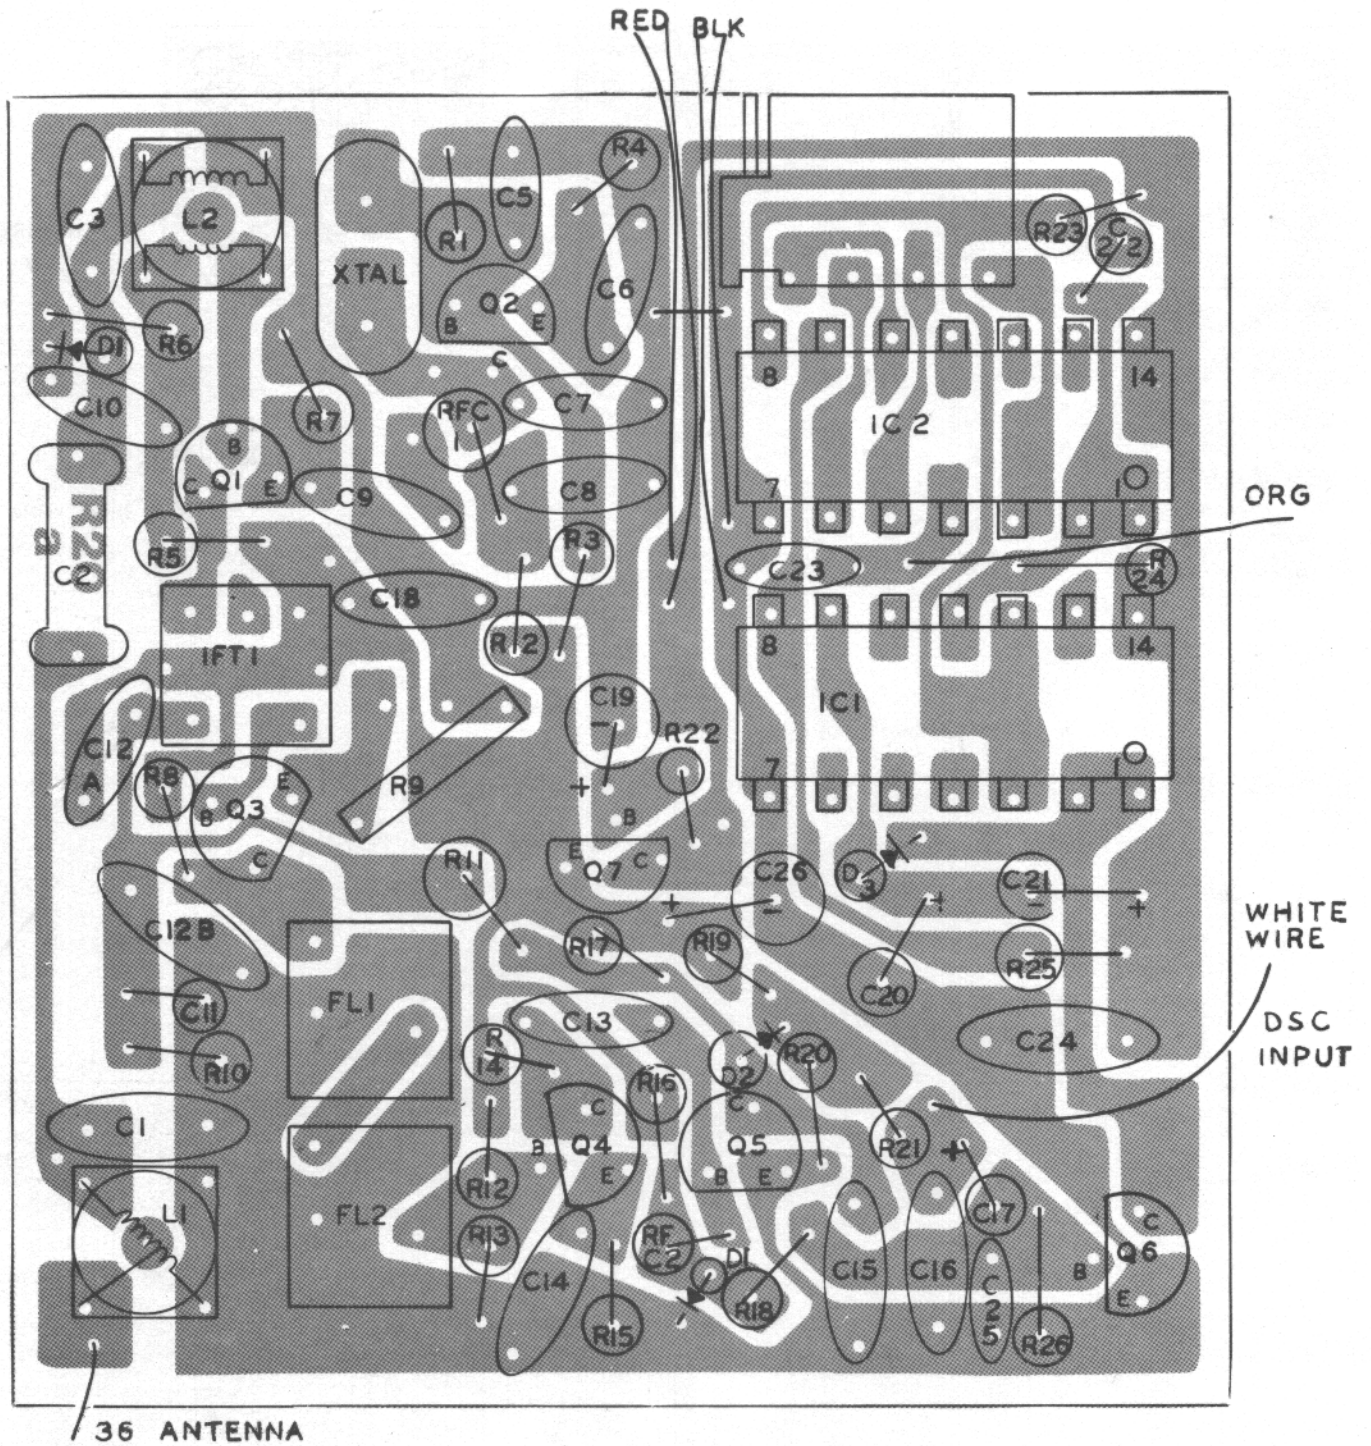 RED BLK
R4
C5
C3
L2
R1
R23
C
22
XTAL
Q2
B
E
C
C6
R6
D1
8
14
C10
R7
RFC
1
C7
IC 2
B
Q1
C
E
C9
C8
7
1
ORG
R20
a
R5
R3
C2
C23
R
24
C18
IFT1
R12
8
14
C19
-
+
IC1
R22
C12
A
R8
B
Q3
E
C
R9
7
1
B
E
Q7
C
R11
C26
+
-
D
3
+
C21
-
+
C12B
R17
R19
WHITE
WIRE
R25
C20
C11
FL1
C13
DSC
INPUT
C24
R
14
R10
R16
D2
R20
C1
C
Q4
B
E
C
Q5
B
E
R21
+
R12
C17
L1
FL2
R13
RF
C2
D1
C
Q6
B
E
C14
C15
C16
C
2
5
R18
R15
R26
36 ANTENNA